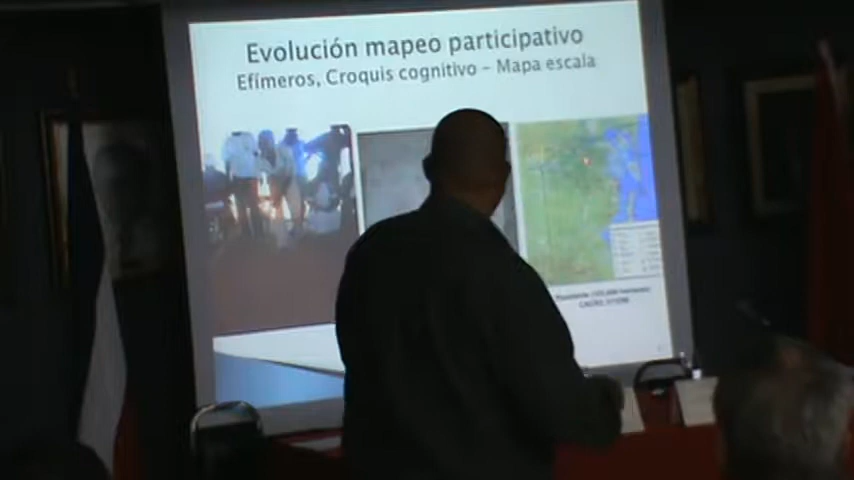 Evolución mapeo participativo
Efímeros, Croquis cognitivo – Mapa escala